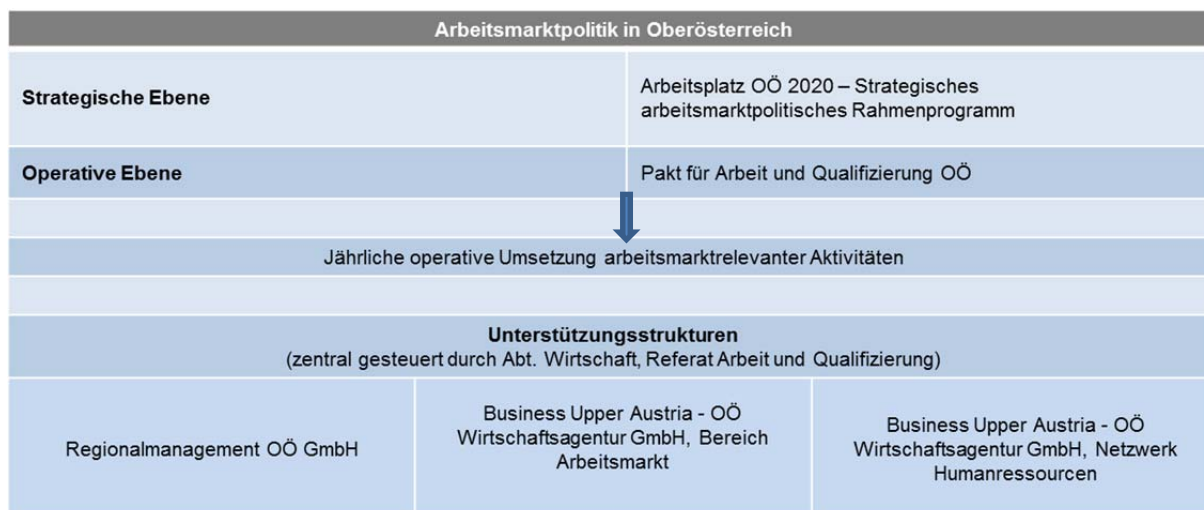 Arbeitsmarktpolitik in Oberösterreich
Strategische Ebene
Arbeitsplatz OÖ 2020 – Strategisches
arbeitsmarktpolitisches Rahmenprogramm
Operative Ebene
Pakt für Arbeit und Qualifizierung OÖ
Jährliche operative Umsetzung arbeitsmarktrelevanter Aktivitäten
Unterstützungsstrukturen
(zentral gesteuert durch Abt. Wirtschaft, Referat Arbeit und Qualifizierung)
Regionalmanagement OÖ GmbH
Business Upper Austria - OÖ
Wirtschaftsagentur GmbH, Bereich
Arbeitsmarkt
Business Upper Austria - OÖ
Wirtschaftsagentur GmbH, Netzwerk
Humanressourcen